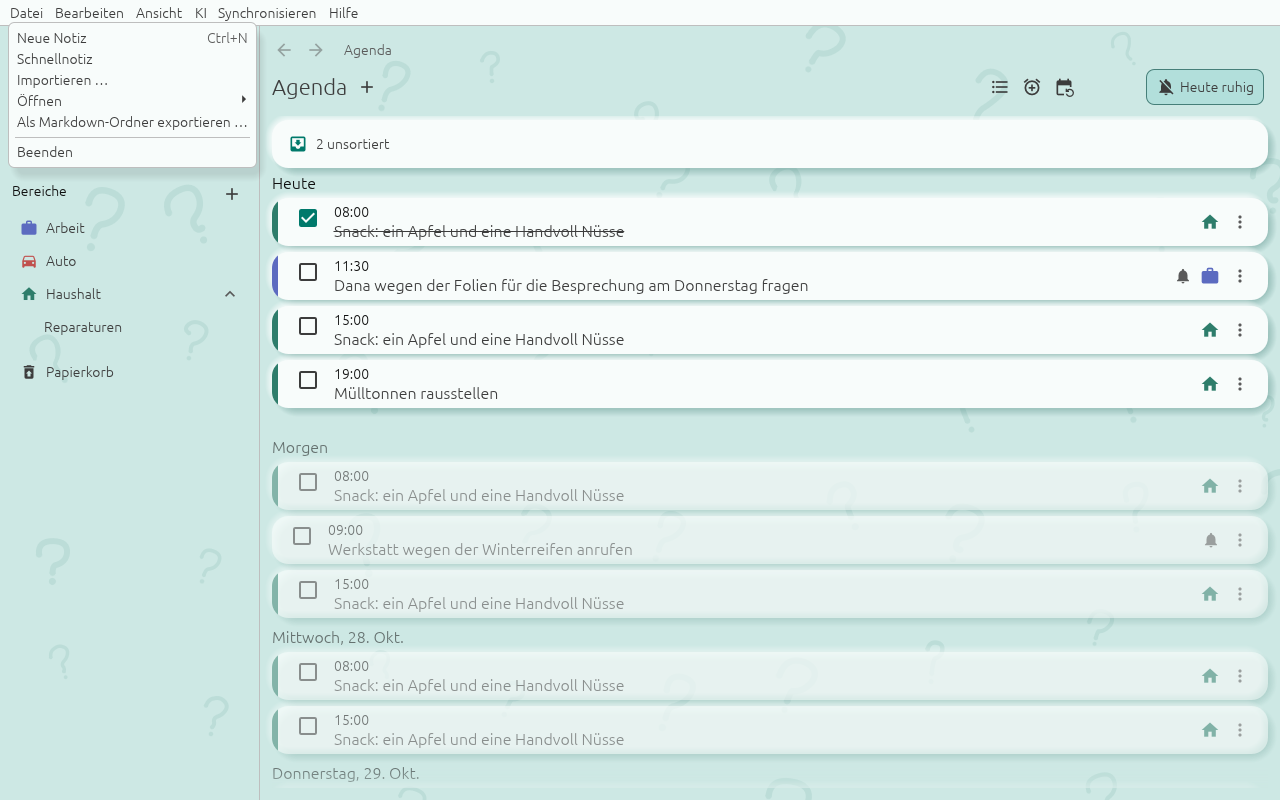 Datei Bearbeiten Ansicht KI Synchronisieren Hilfe
Neue Notiz Ctrl+N
Schnellnotiz
Importieren …
Öffnen
Als Markdown-Ordner exportieren …
Beenden
Bereiche
Arbeit
Auto
Haushalt
Reparaturen
Papierkorb
Agenda
Agenda
Heute ruhig
2 unsortiert
Heute
08:00
Snack: ein Apfel und eine Handvoll Nüsse
11:30
Dana wegen der Folien für die Besprechung am Donnerstag fragen
15:00
Snack: ein Apfel und eine Handvoll Nüsse
19:00
Mülltonnen rausstellen
Morgen
08:00
Snack: ein Apfel und eine Handvoll Nüsse
09:00
Werkstatt wegen der Winterreifen anrufen
15:00
Snack: ein Apfel und eine Handvoll Nüsse
Mittwoch, 28. Okt.
08:00
Snack: ein Apfel und eine Handvoll Nüsse
15:00
Snack: ein Apfel und eine Handvoll Nüsse
Donnerstag, 29. Okt.